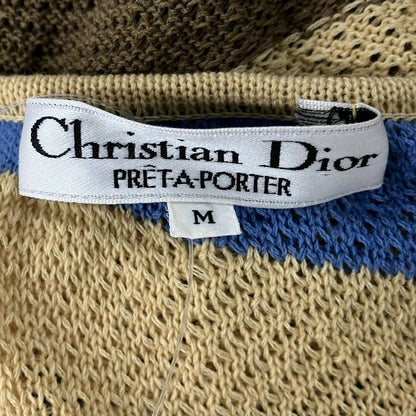 Christian Dior
PRÊT-À-PORTER
M